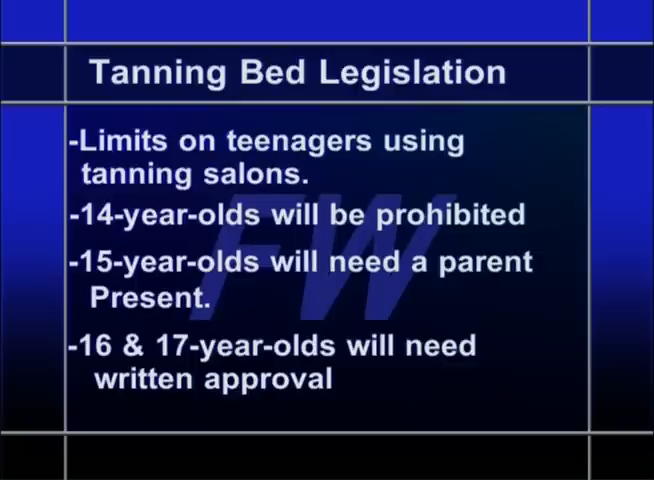 Tanning Bed Legislation
-Limits on teenagers using
tanning salons.
-14-year-olds will be prohibited
-15-year-olds will need a parent
Present.
-16 & 17-year-olds will need
written approval
FW